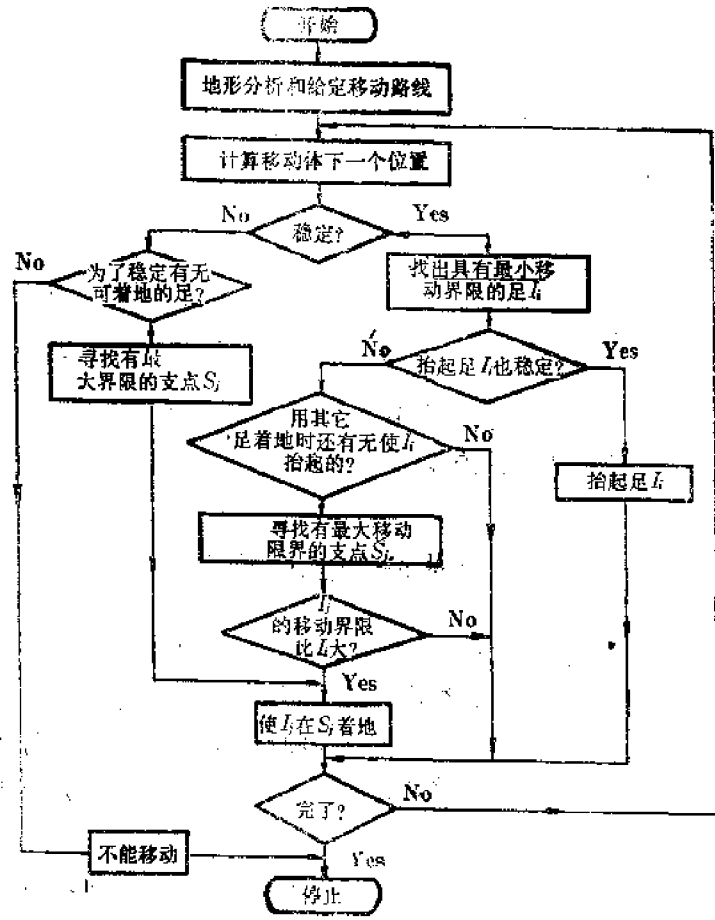 开始
地形分析和给定移动路线
计算移动体下一个位置
No
Yes
稳定?
No
为了稳定有无
可着地的足?
找出具有最小移
动界限的足Iᵢ
寻找有最
大界限的支点Sⱼ
No
抬起足Iᵢ也稳定?
Yes
用其它
足着地时还有无使Iᵢ
抬起的?
No
抬起足Iᵢ
寻找有最大移动
限界的支点Sⱼ.
Iⱼ
的移动界限
比Iᵢ大?
No
Yes
使Iⱼ在Sⱼ着地
完了?
No
不能移动
Yes
停止